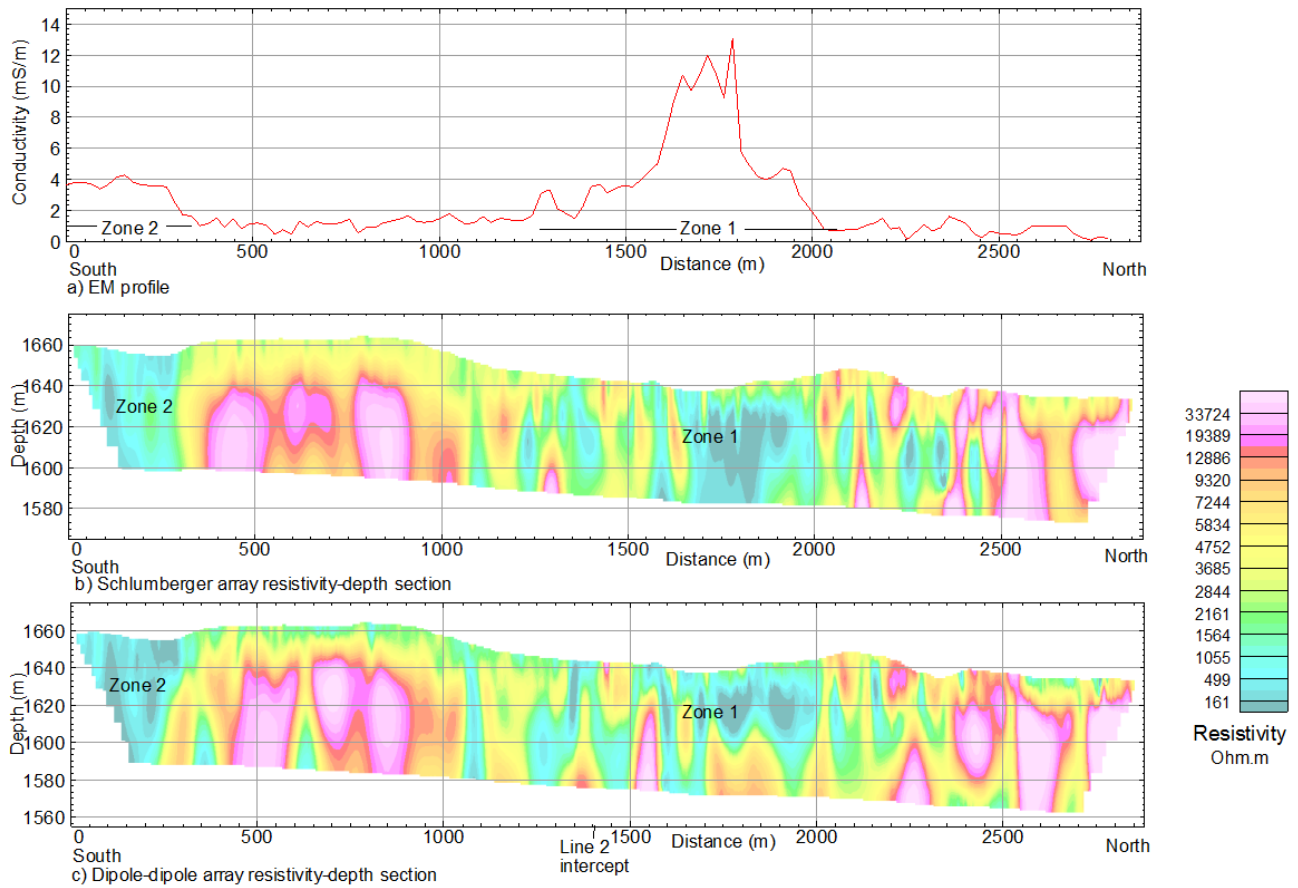 14
12
10
8
6
4
2
0
Conductivity (mS/m)
Zone 2
Zone 1
0 500 1000 1500 2000 2500
South Distance (m) North
a) EM profile
1660
1640
1620
1600
1580
Depth (m)
Zone 2
Zone 1
0 500 1000 1500 2000 2500
South Distance (m) North
b) Schlumberger array resistivity-depth section
1660
1640
1620
1600
1580
1560
Depth (m)
Zone 2
Zone 1
0 500 1000 1500 2000 2500
South Line 2 Distance (m) North
intercept
c) Dipole-dipole array resistivity-depth section
33724
19389
12886
9320
7244
5834
4752
3685
2844
2161
1564
1055
499
161
Resistivity
Ohm.m